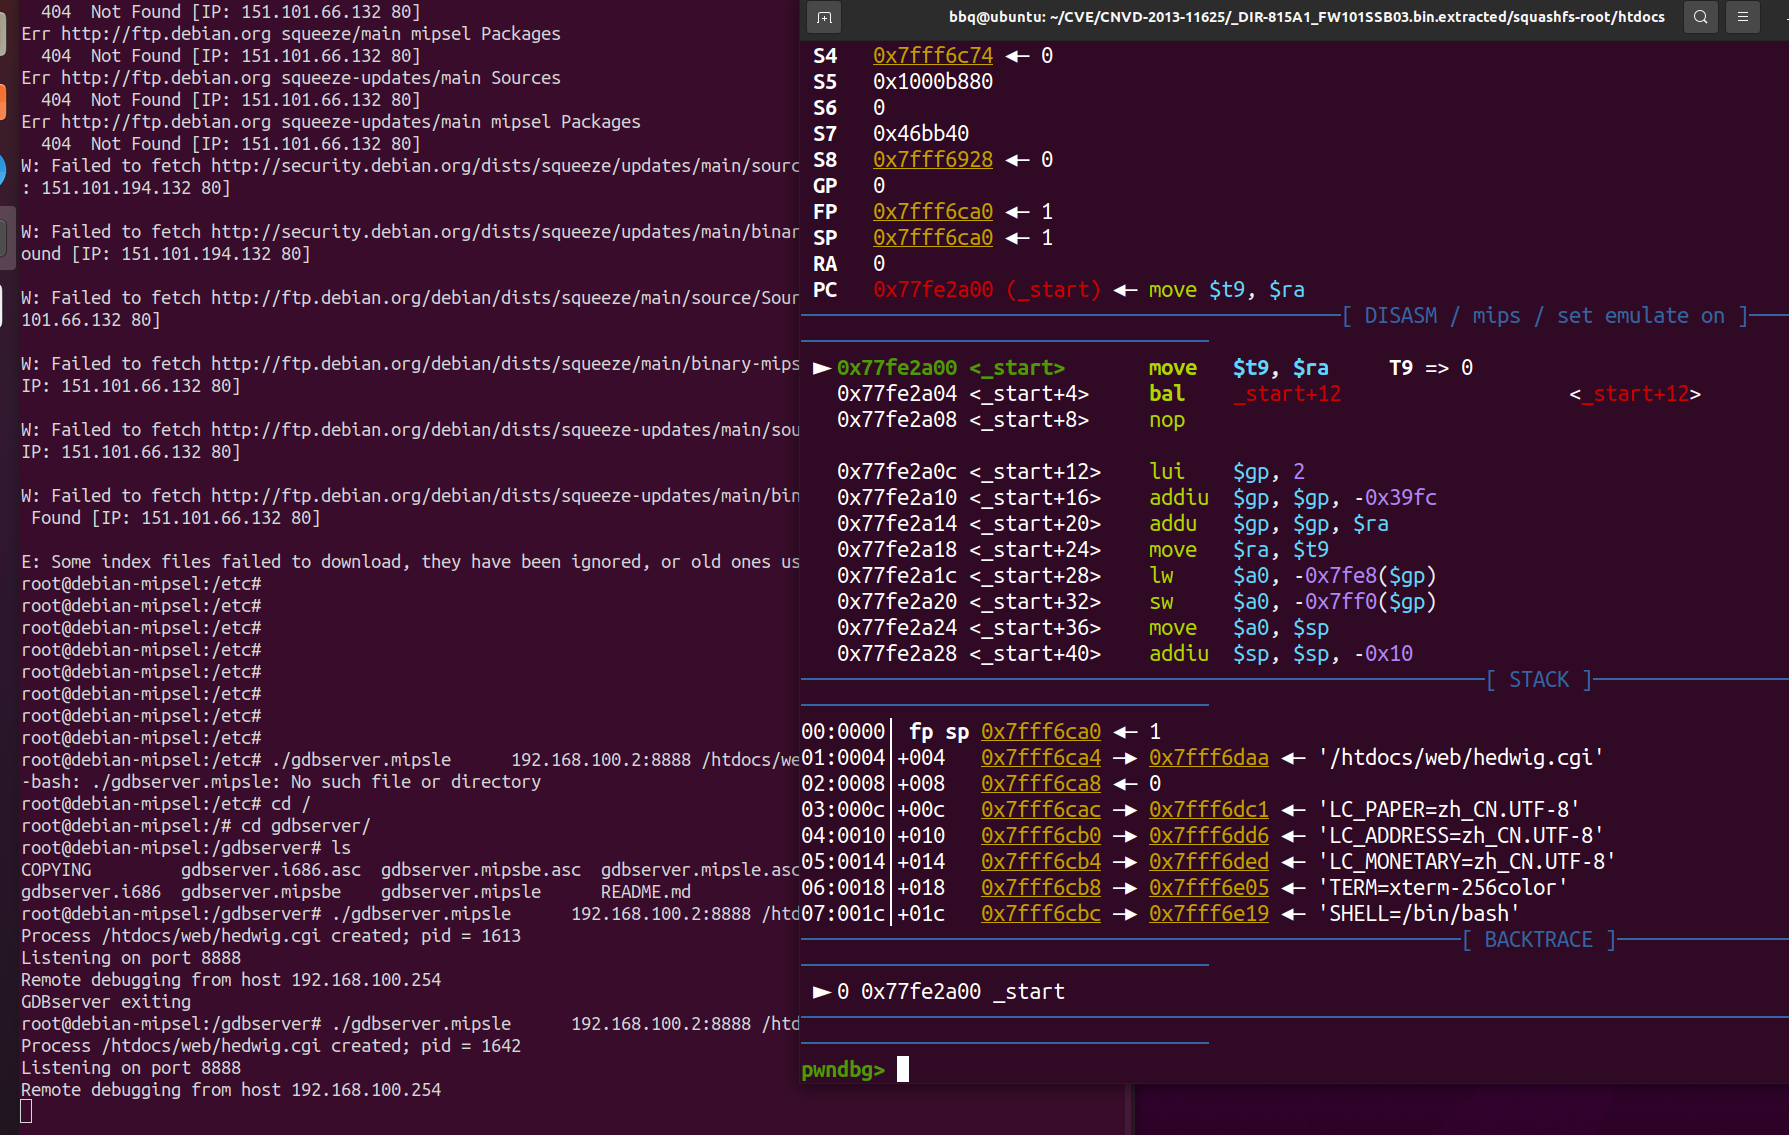 404  Not Found [IP: 151.101.66.132 80]
Err http://ftp.debian.org squeeze/main mipsel Packages
  404  Not Found [IP: 151.101.66.132 80]
Err http://ftp.debian.org squeeze-updates/main Sources
  404  Not Found [IP: 151.101.66.132 80]
Err http://ftp.debian.org squeeze-updates/main mipsel Packages
  404  Not Found [IP: 151.101.66.132 80]
W: Failed to fetch http://security.debian.org/dists/squeeze/updates/main/sourc
: 151.101.194.132 80]

W: Failed to fetch http://security.debian.org/dists/squeeze/updates/main/binar
ound [IP: 151.101.194.132 80]

W: Failed to fetch http://ftp.debian.org/debian/dists/squeeze/main/source/Sour
101.66.132 80]

W: Failed to fetch http://ftp.debian.org/debian/dists/squeeze/main/binary-mips
IP: 151.101.66.132 80]

W: Failed to fetch http://ftp.debian.org/debian/dists/squeeze-updates/main/sou
IP: 151.101.66.132 80]

W: Failed to fetch http://ftp.debian.org/debian/dists/squeeze-updates/main/bin
 Found [IP: 151.101.66.132 80]

E: Some index files failed to download, they have been ignored, or old ones us
root@debian-mipsel:/etc#
root@debian-mipsel:/etc#
root@debian-mipsel:/etc#
root@debian-mipsel:/etc#
root@debian-mipsel:/etc#
root@debian-mipsel:/etc#
root@debian-mipsel:/etc#
root@debian-mipsel:/etc#
root@debian-mipsel:/etc# ./gdbserver.mipsle      192.168.100.2:8888 /htdocs/we
-bash: ./gdbserver.mipsle: No such file or directory
root@debian-mipsel:/etc# cd /
root@debian-mipsel:/# cd gdbserver/
root@debian-mipsel:/gdbserver# ls
COPYING         gdbserver.i686.asc  gdbserver.mipsbe.asc  gdbserver.mipsle.asc
gdbserver.i686  gdbserver.mipsbe    gdbserver.mipsle      README.md
root@debian-mipsel:/gdbserver# ./gdbserver.mipsle      192.168.100.2:8888 /htd
Process /htdocs/web/hedwig.cgi created; pid = 1613
Listening on port 8888
Remote debugging from host 192.168.100.254
GDBserver exiting
root@debian-mipsel:/gdbserver# ./gdbserver.mipsle      192.168.100.2:8888 /htd
Process /htdocs/web/hedwig.cgi created; pid = 1642
Listening on port 8888
Remote debugging from host 192.168.100.254
bbq@ubuntu: ~/CVE/CNVD-2013-11625/_DIR-815A1_FW101SSB03.bin.extracted/squashfs-root/htdocs
S4   0x7fff6c74 ◂— 0
S5   0x1000b880
S6   0
S7   0x46bb40
S8   0x7fff6928 ◂— 0
GP   0
FP   0x7fff6ca0 ◂— 1
SP   0x7fff6ca0 ◂— 1
RA   0
PC   0x77fe2a00 (_start) ◂— move $t9, $ra
[ DISASM / mips / set emulate on ]
► 0x77fe2a00 <_start>       move   $t9, $ra     T9 => 0
  0x77fe2a04 <_start+4>     bal    _start+12                   <_start+12>
  0x77fe2a08 <_start+8>     nop

  0x77fe2a0c <_start+12>    lui    $gp, 2
  0x77fe2a10 <_start+16>    addiu  $gp, $gp, -0x39fc
  0x77fe2a14 <_start+20>    addu   $gp, $gp, $ra
  0x77fe2a18 <_start+24>    move   $ra, $t9
  0x77fe2a1c <_start+28>    lw     $a0, -0x7fe8($gp)
  0x77fe2a20 <_start+32>    sw     $a0, -0x7ff0($gp)
  0x77fe2a24 <_start+36>    move   $a0, $sp
  0x77fe2a28 <_start+40>    addiu  $sp, $sp, -0x10
[ STACK ]
00:0000│ fp sp 0x7fff6ca0 ◂— 1
01:0004│+004   0x7fff6ca4 —▸ 0x7fff6daa ◂— '/htdocs/web/hedwig.cgi'
02:0008│+008   0x7fff6ca8 ◂— 0
03:000c│+00c   0x7fff6cac —▸ 0x7fff6dc1 ◂— 'LC_PAPER=zh_CN.UTF-8'
04:0010│+010   0x7fff6cb0 —▸ 0x7fff6dd6 ◂— 'LC_ADDRESS=zh_CN.UTF-8'
05:0014│+014   0x7fff6cb4 —▸ 0x7fff6ded ◂— 'LC_MONETARY=zh_CN.UTF-8'
06:0018│+018   0x7fff6cb8 —▸ 0x7fff6e05 ◂— 'TERM=xterm-256color'
07:001c│+01c   0x7fff6cbc —▸ 0x7fff6e19 ◂— 'SHELL=/bin/bash'
[ BACKTRACE ]
► 0 0x77fe2a00 _start
pwndbg>